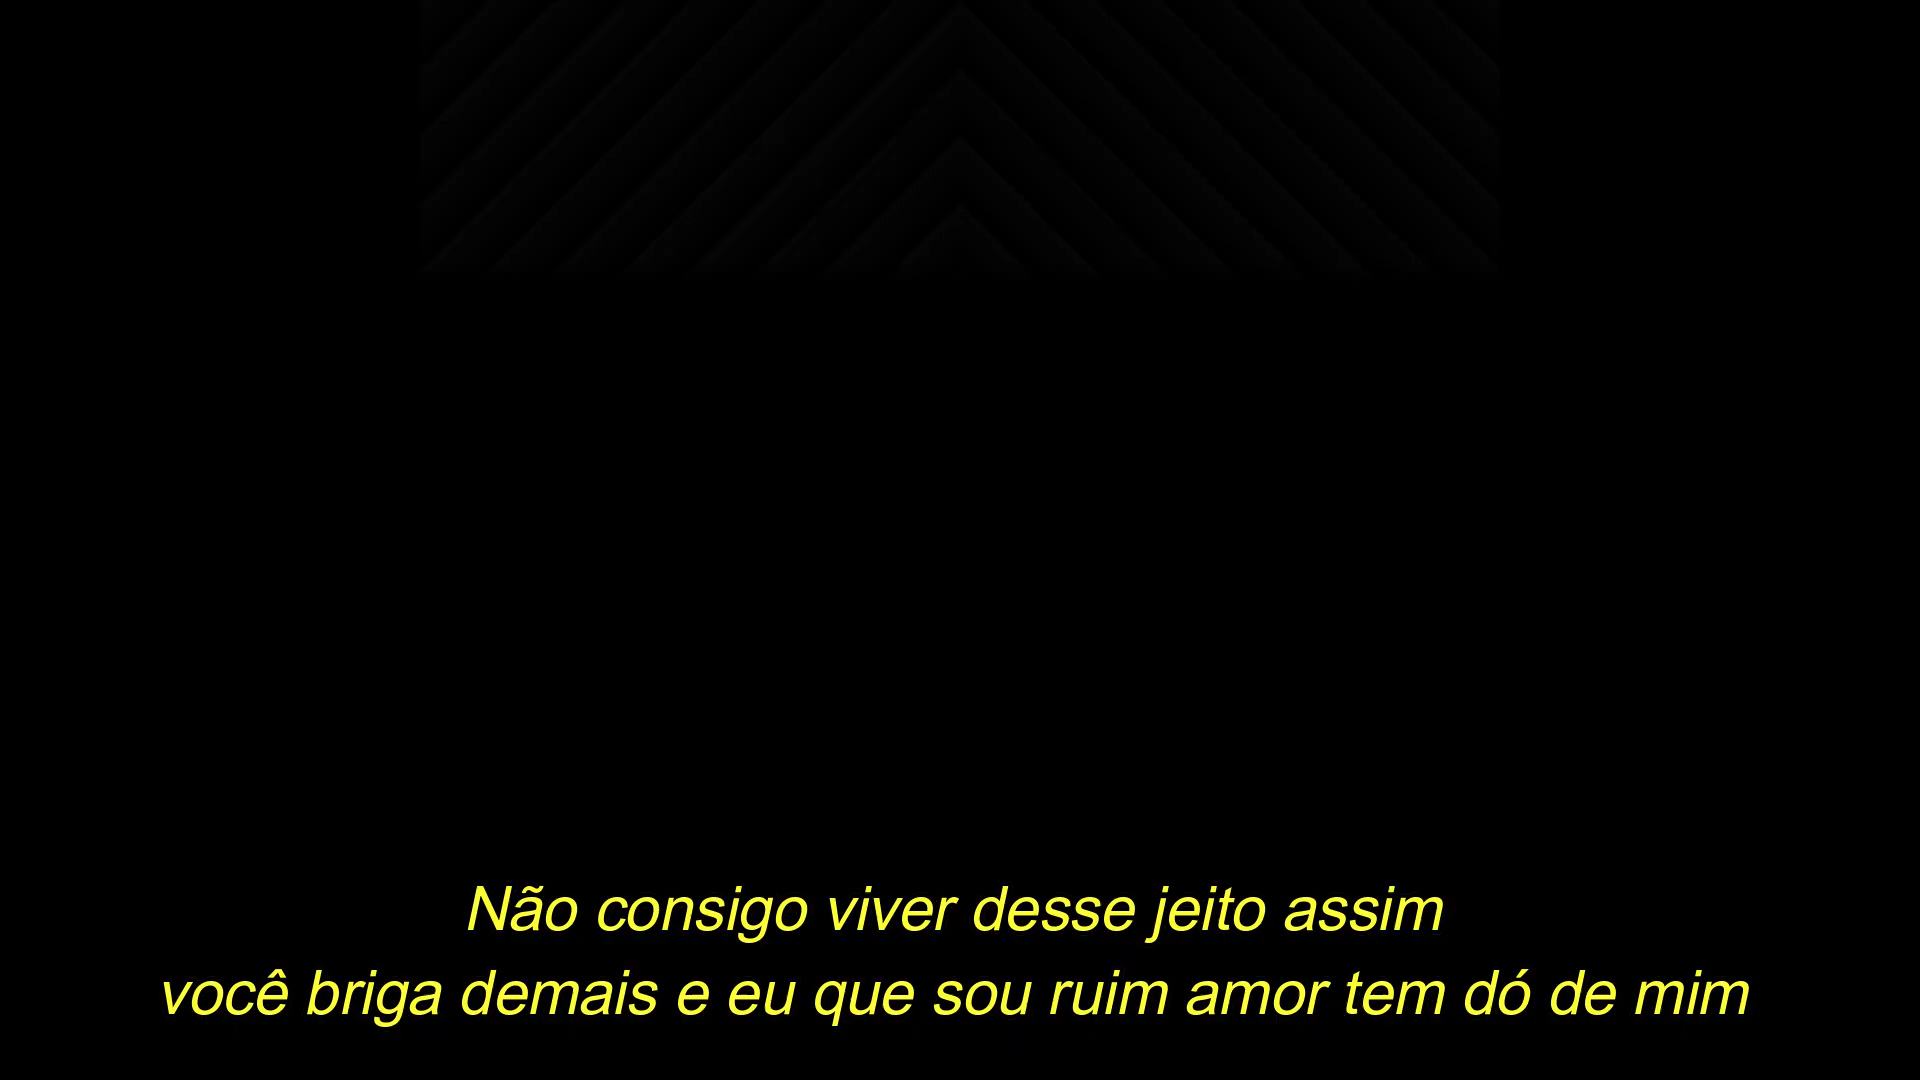 Não consigo viver desse jeito assim
você briga demais e eu que sou ruim amor tem dó de mim